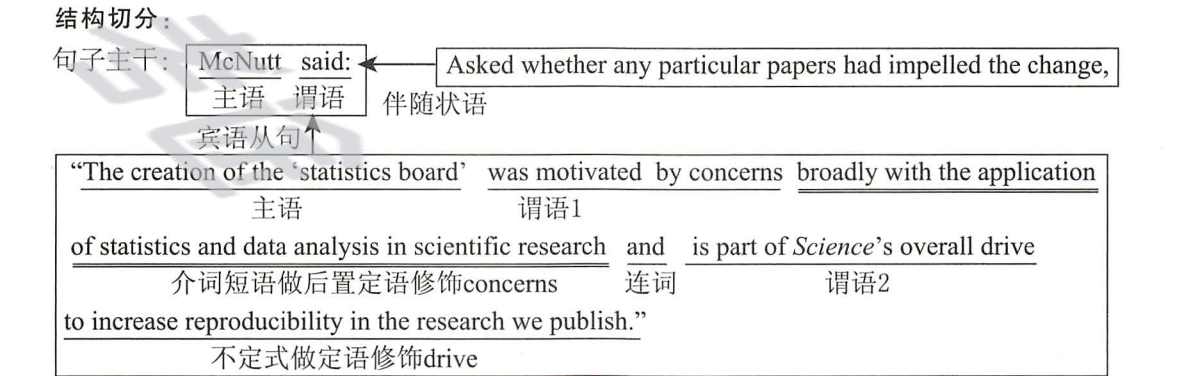 结构切分：
句子主干： McNutt said: Asked whether any particular papers had impelled the change,
主语 谓语 伴随状语
宾语从句
“The creation of the ‘statistics board’ was motivated by concerns broadly with the application
主语 谓语1
of statistics and data analysis in scientific research and is part of Science’s overall drive
介词短语做后置定语修饰concerns 连词 谓语2
to increase reproducibility in the research we publish.”
不定式做定语修饰drive